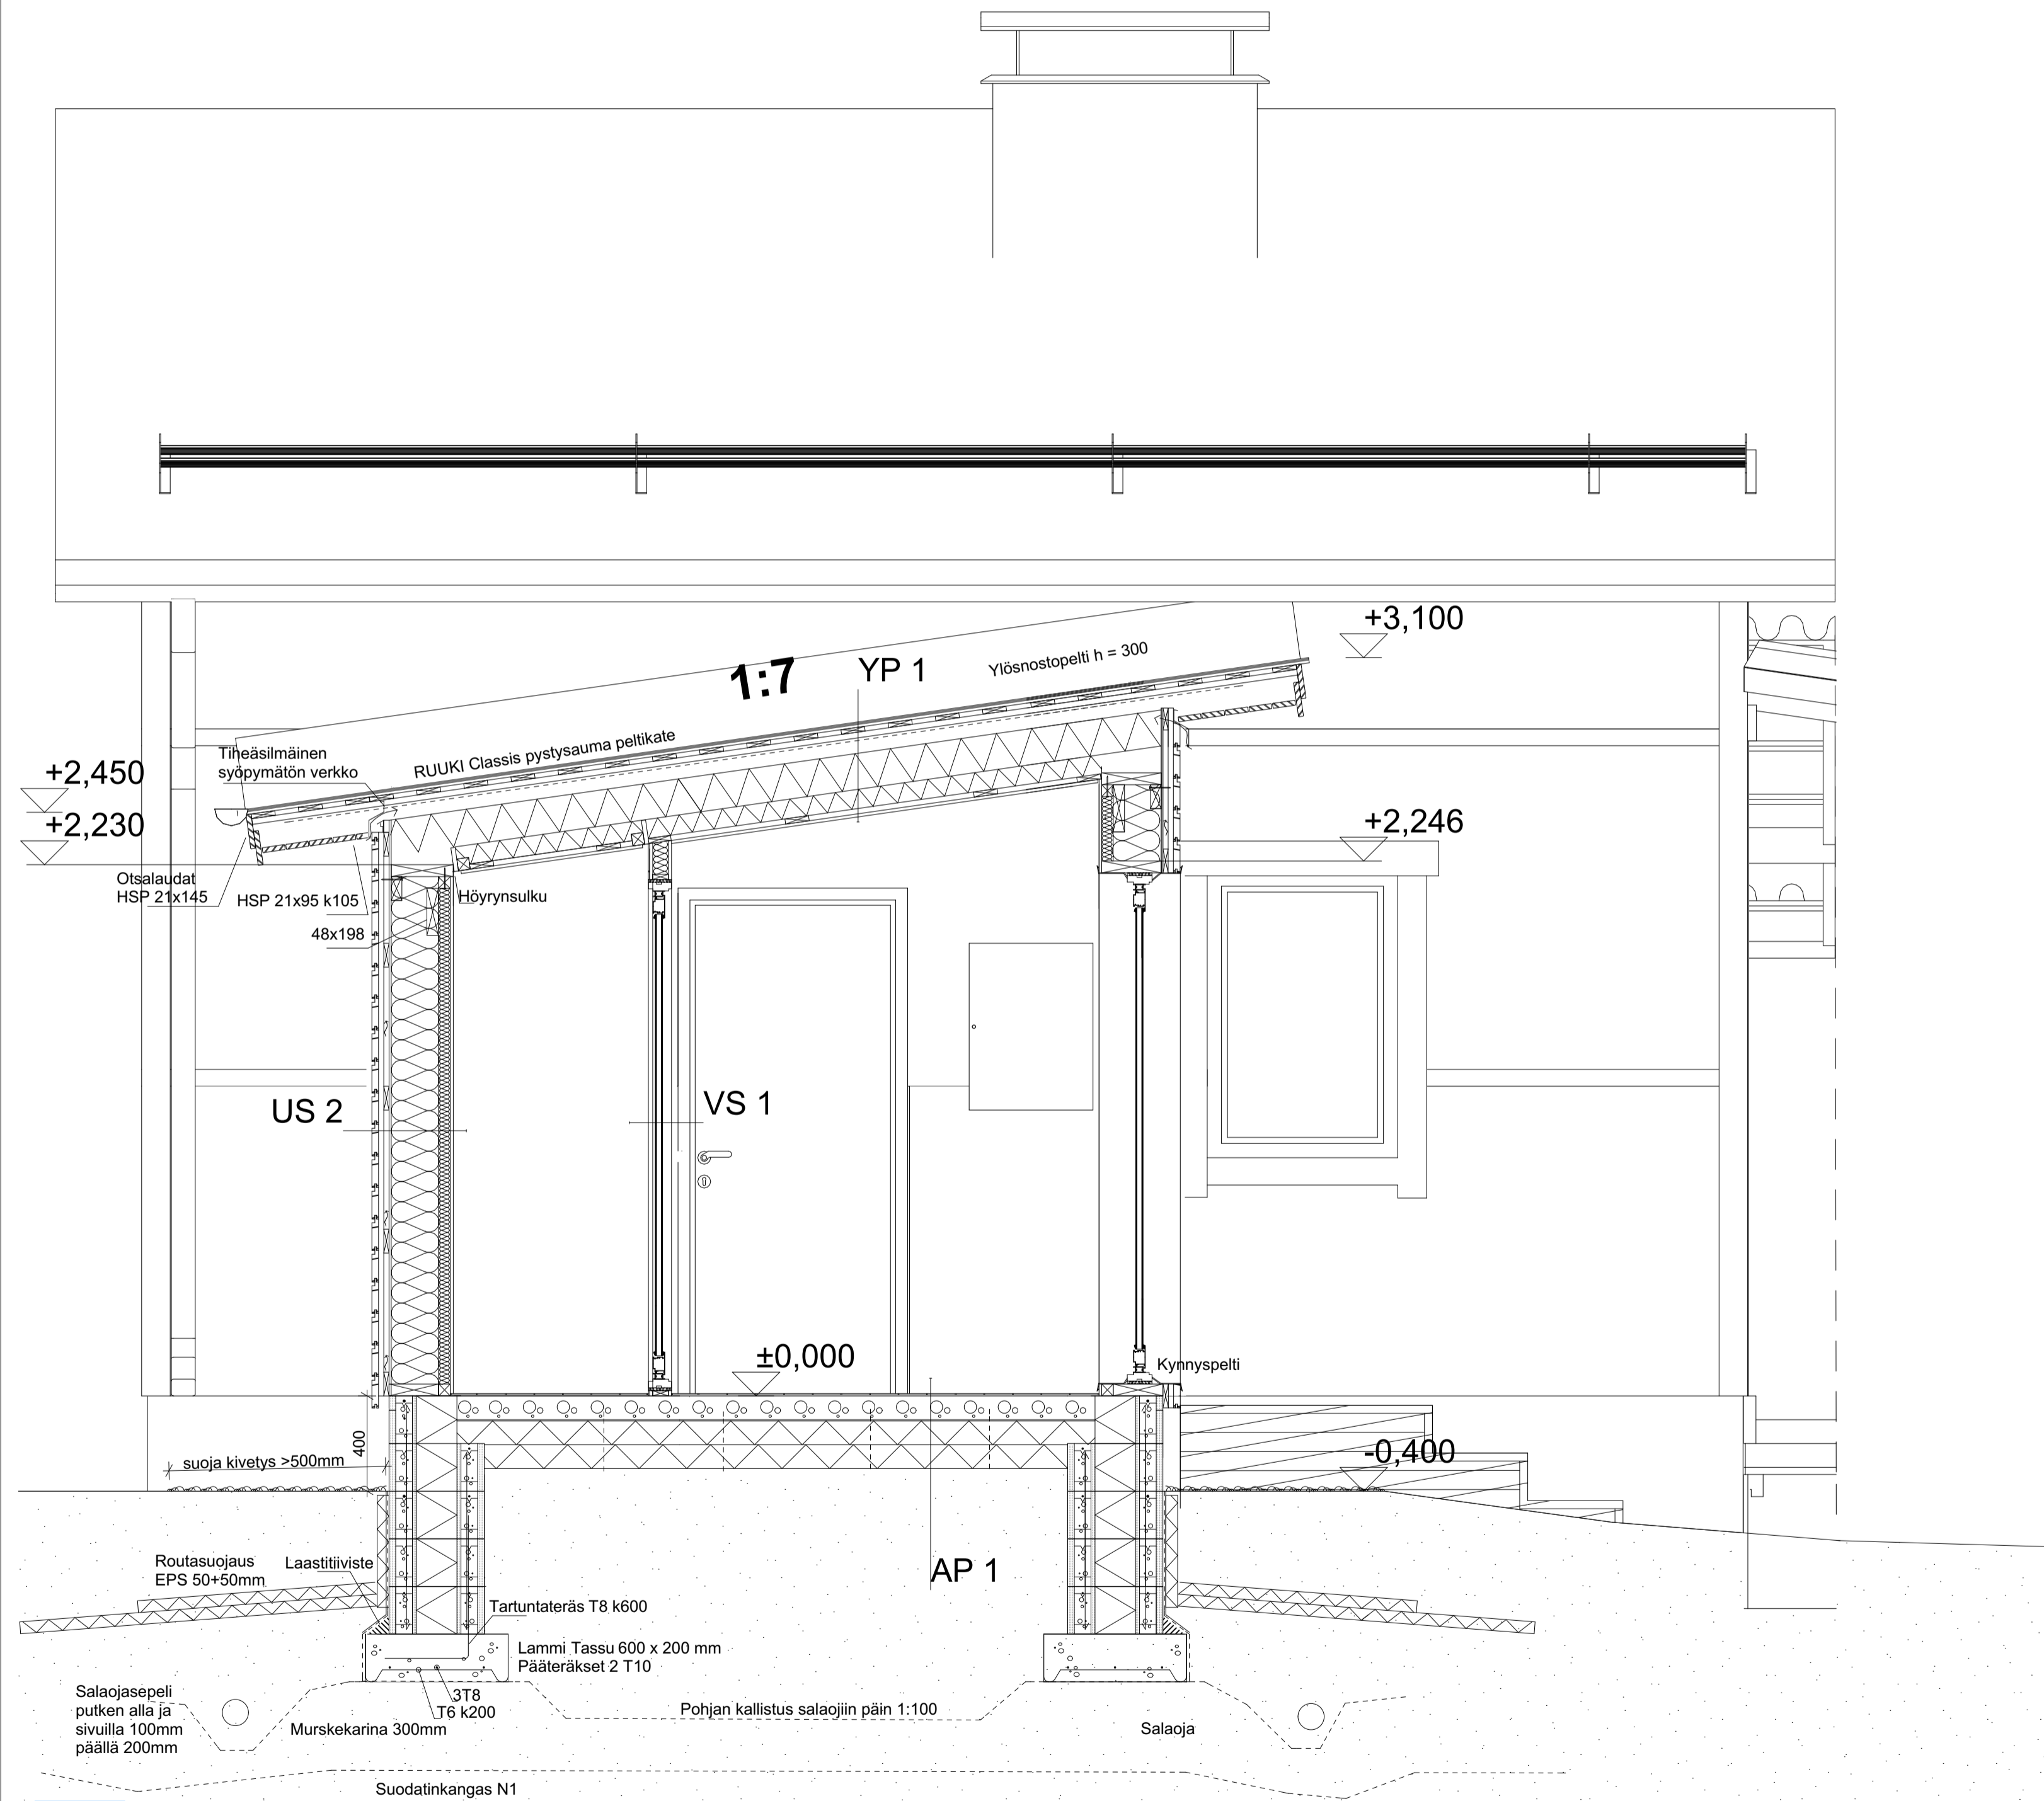 +3,100
1:7
YP 1
Ylösnostopelti h = 300
RUUKI Classis pystysauma peltikate
Tiheäsilmäinen
syöpymätön verkko
+2,450
+2,230
+2,246
Otsalaudat
HSP 21x145
HSP 21x95 k105
48x198
Höyrynsulku
US 2
VS 1
±0,000
Kynnyspelti
400
suoja kivetys >500mm
-0,400
Routasuojaus
EPS 50+50mm
Laastitiiviste
AP 1
Tartuntateräs T8 k600
Lammi Tassu 600 x 200 mm
Pääteräkset 2 T10
3T8
T6 k200
Salaojasepeli
putken alla ja
sivuilla 100mm
päällä 200mm
Murskekarina 300mm
Pohjan kallistus salaojiin päin 1:100
Salaoja
Suodatinkangas N1